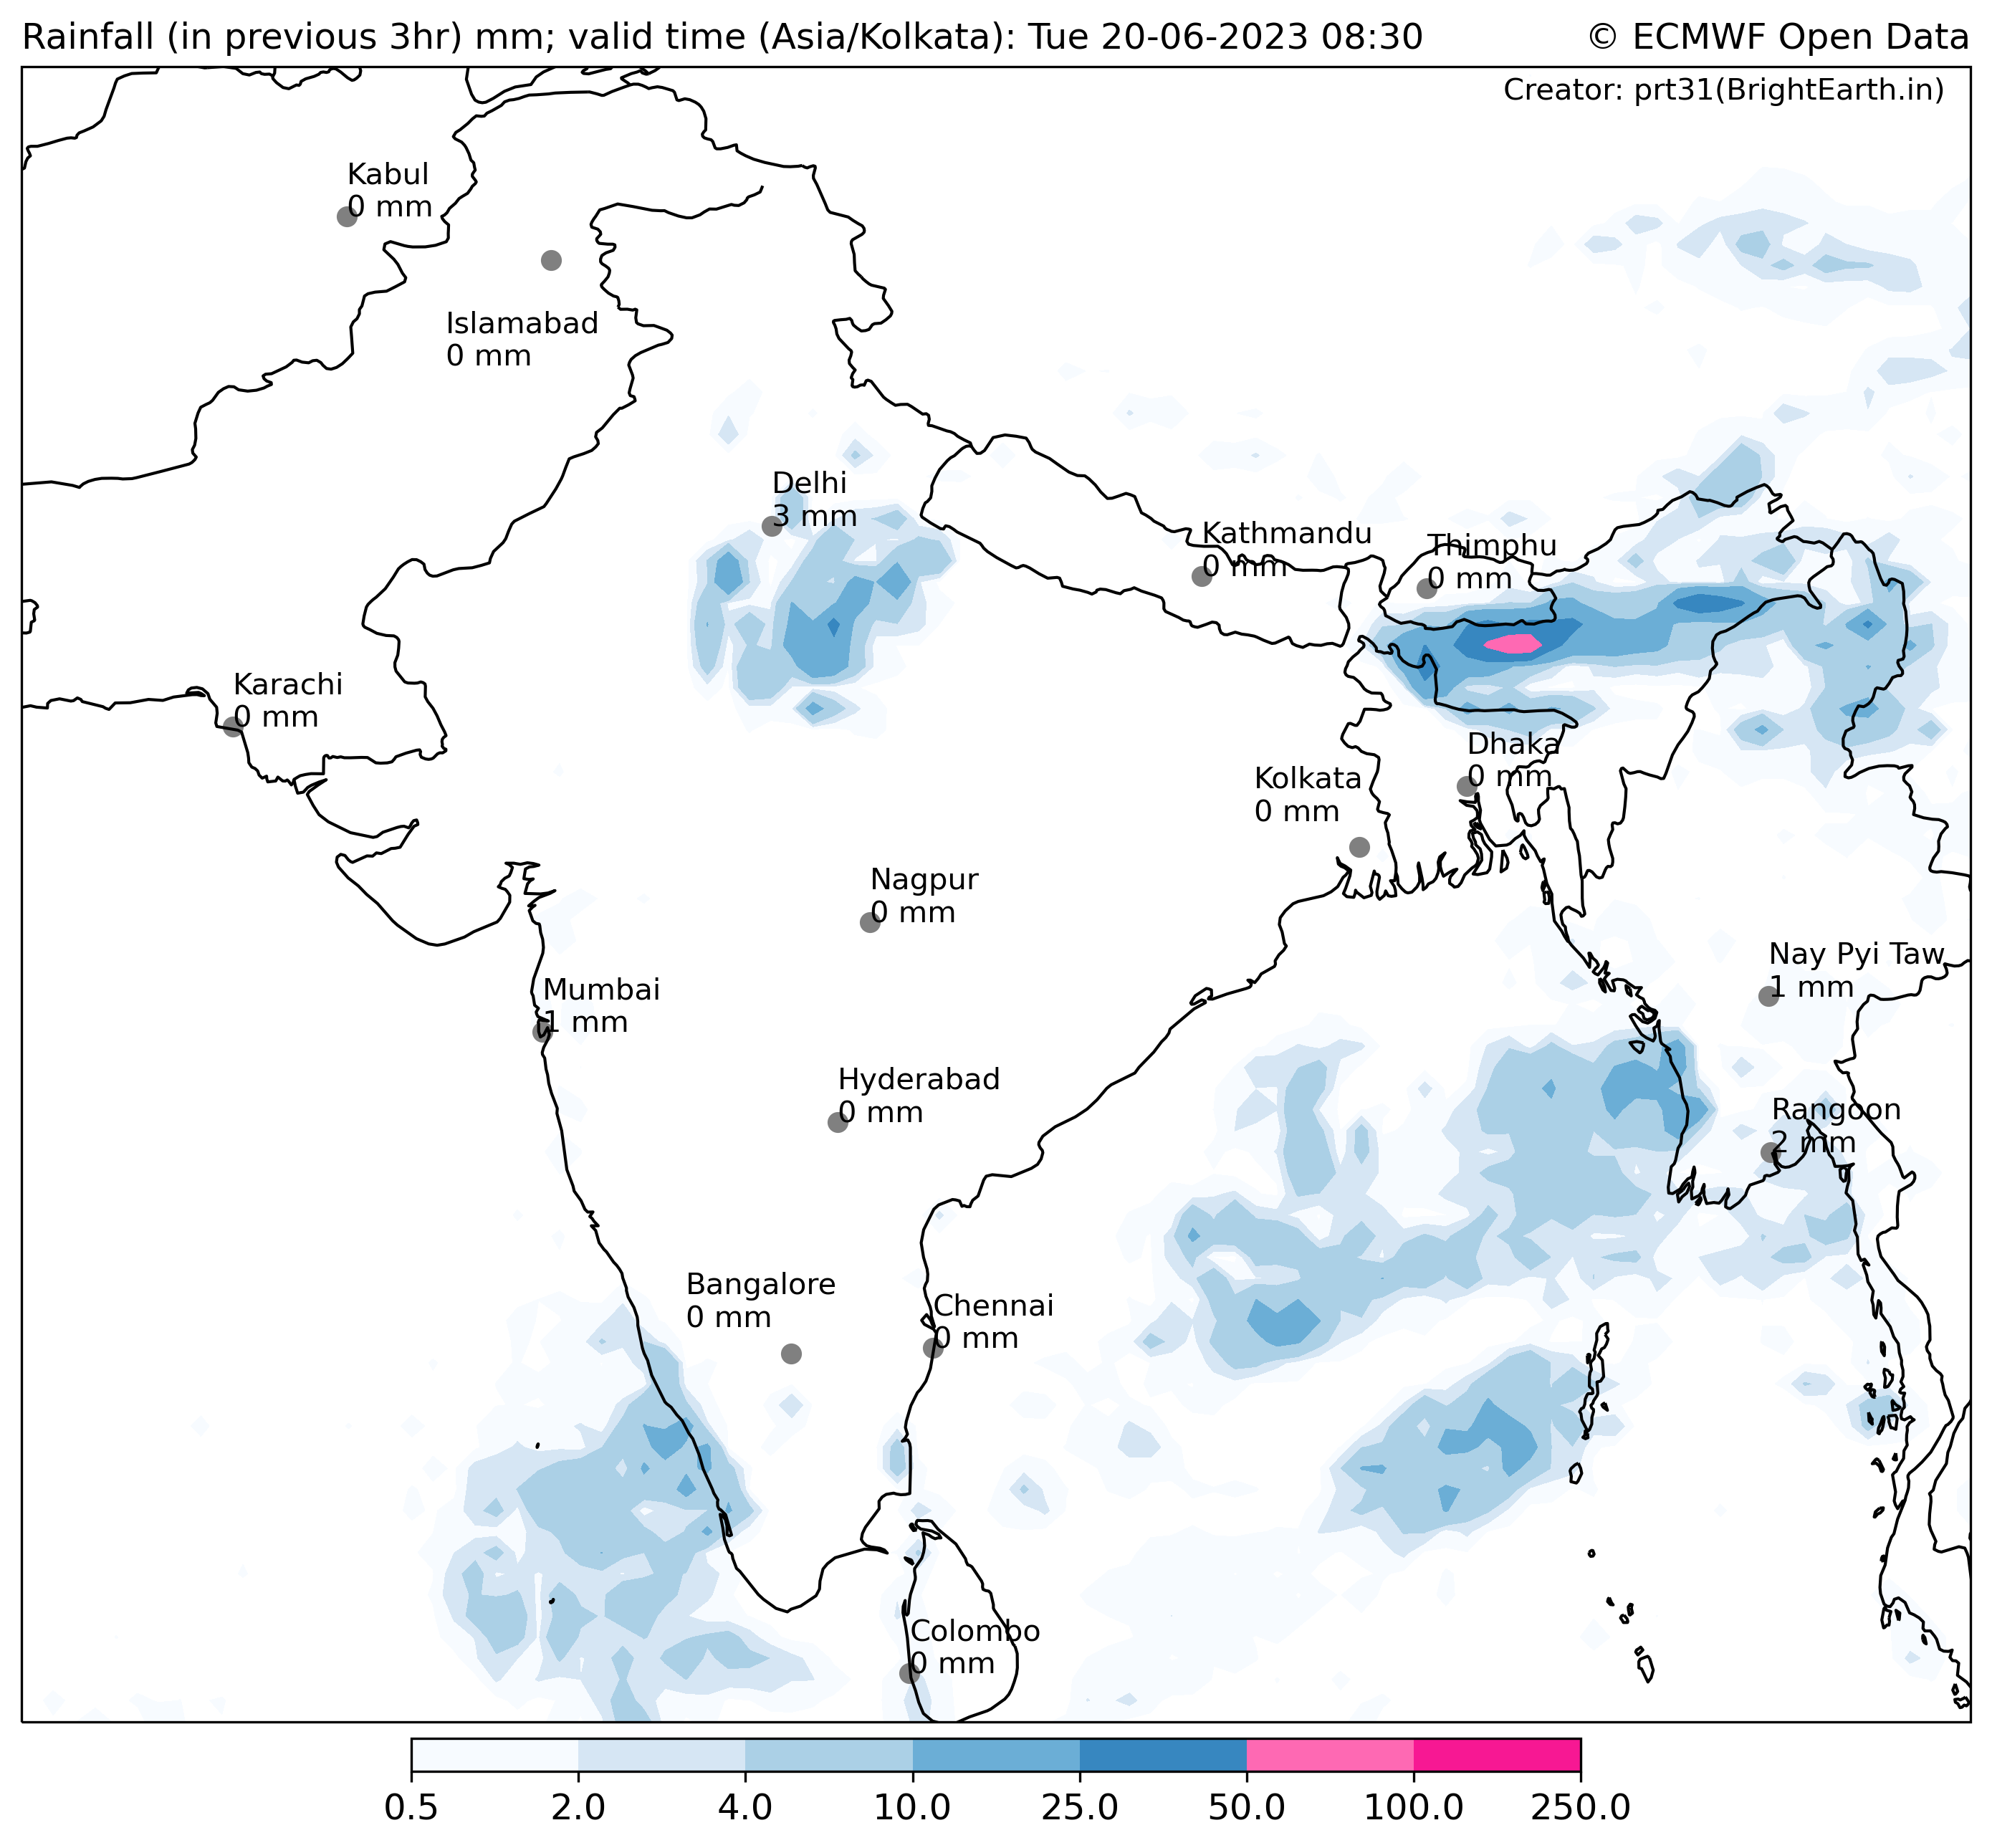 Rainfall (in previous 3hr) mm; valid time (Asia/Kolkata): Tue 20-06-2023 08:30
© ECMWF Open Data
Creator: prt31(BrightEarth.in)
Kabul
0 mm
Islamabad
0 mm
Delhi
3 mm
Kathmandu
0 mm
Thimphu
0 mm
Karachi
0 mm
Dhaka
0 mm
Kolkata
0 mm
Nagpur
0 mm
Nay Pyi Taw
1 mm
Mumbai
1 mm
Hyderabad
0 mm
Rangoon
2 mm
Bangalore
0 mm
Chennai
0 mm
Colombo
0 mm
0.5 2.0 4.0 10.0 25.0 50.0 100.0 250.0